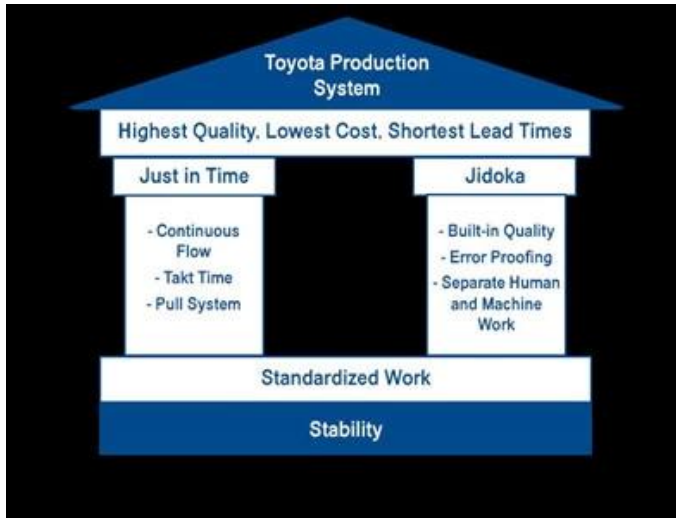 Toyota Production
System
Highest Quality, Lowest Cost, Shortest Lead Times
Just in Time
- Continuous
Flow
- Takt Time
- Pull System
Jidoka
- Built-in Quality
- Error Proofing
- Separate Human
and Machine
Work
Standardized Work
Stability